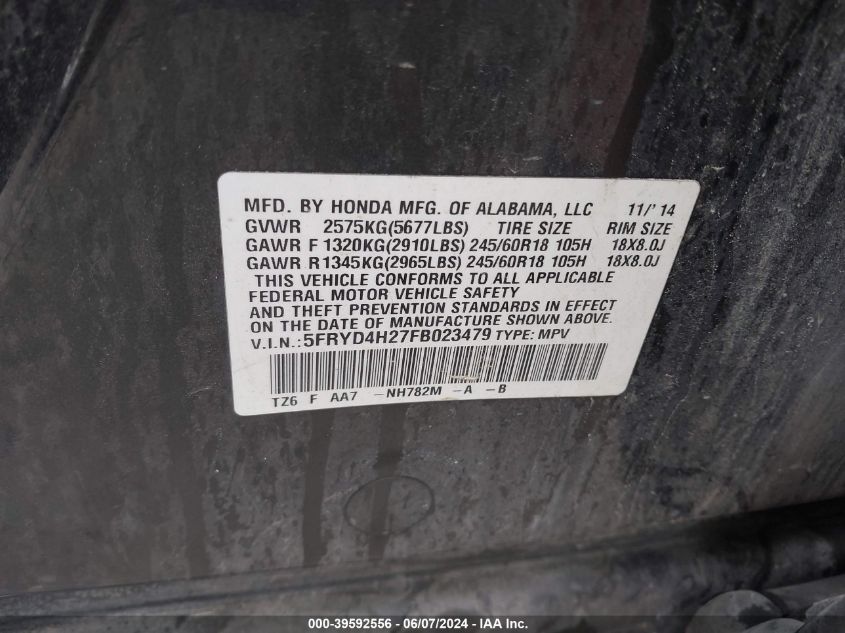 MFD. BY HONDA MFG. OF ALABAMA, LLC 11/'14
GVWR 2575KG(5677LBS) TIRE SIZE RIM SIZE
GAWR F 1320KG(2910LBS) 245/60R18 105H 18X8.0J
GAWR R 1345KG(2965LBS) 245/60R18 105H 18X8.0J
THIS VEHICLE CONFORMS TO ALL APPLICABLE
FEDERAL MOTOR VEHICLE SAFETY
AND THEFT PREVENTION STANDARDS IN EFFECT
ON THE DATE OF MANUFACTURE SHOWN ABOVE.
V.I.N.:5FRYD4H27FB023479 TYPE: MPV
TZ6 F AA7 -NH782M -A -B
000-39592556 - 06/07/2024 - IAAI.com.